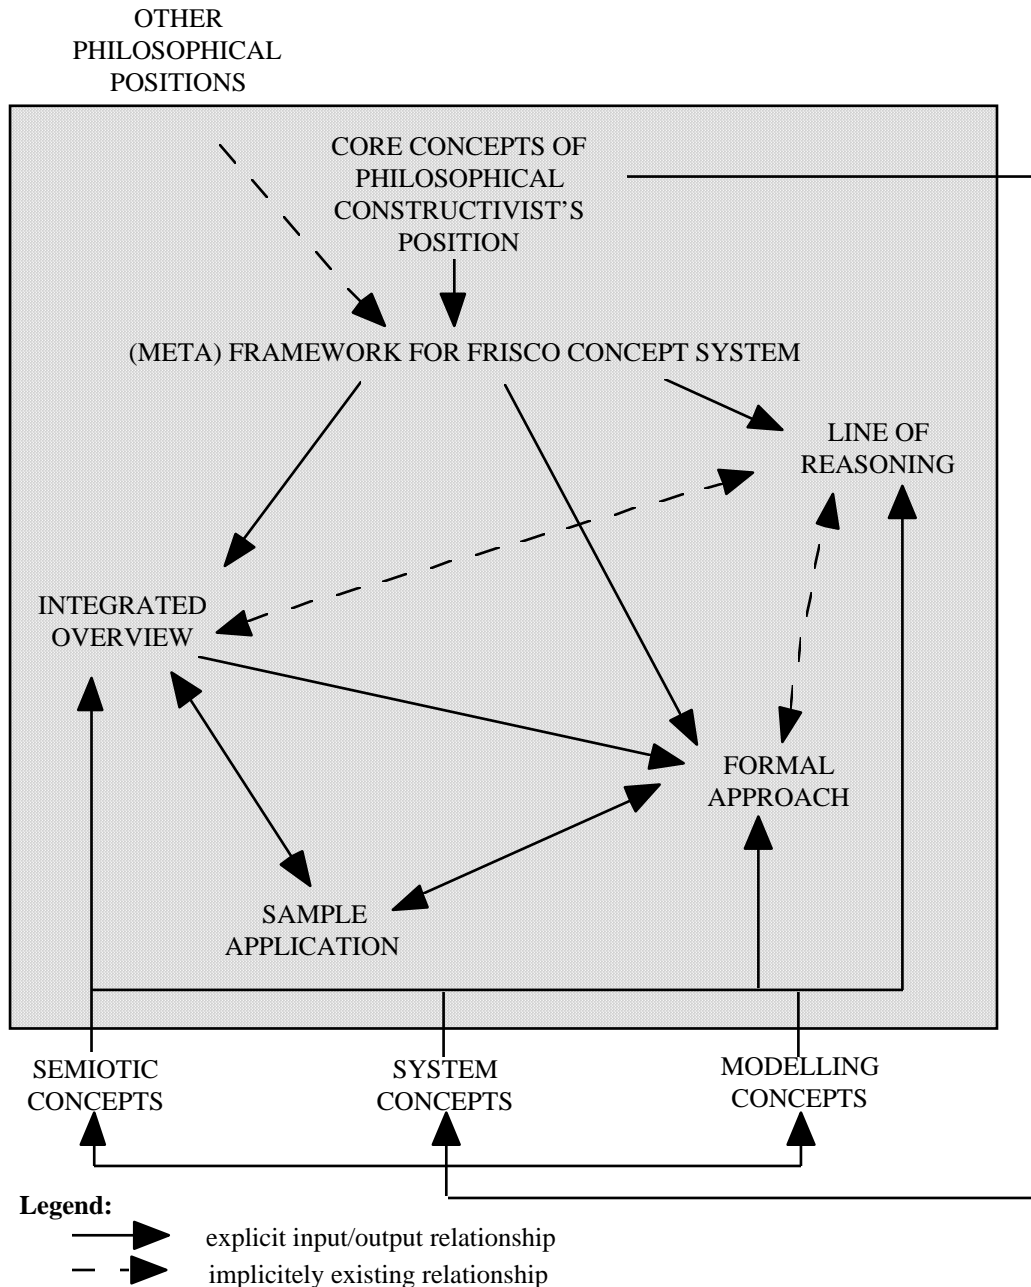 OTHER
PHILOSOPHICAL
POSITIONS
CORE CONCEPTS OF
PHILOSOPHICAL
CONSTRUCTIVIST’S
POSITION
(META) FRAMEWORK FOR FRISCO CONCEPT SYSTEM
LINE OF
REASONING
INTEGRATED
OVERVIEW
FORMAL
APPROACH
SAMPLE
APPLICATION
SEMIOTIC
CONCEPTS
SYSTEM
CONCEPTS
MODELLING
CONCEPTS
Legend:
explicit input/output relationship
implicitely existing relationship